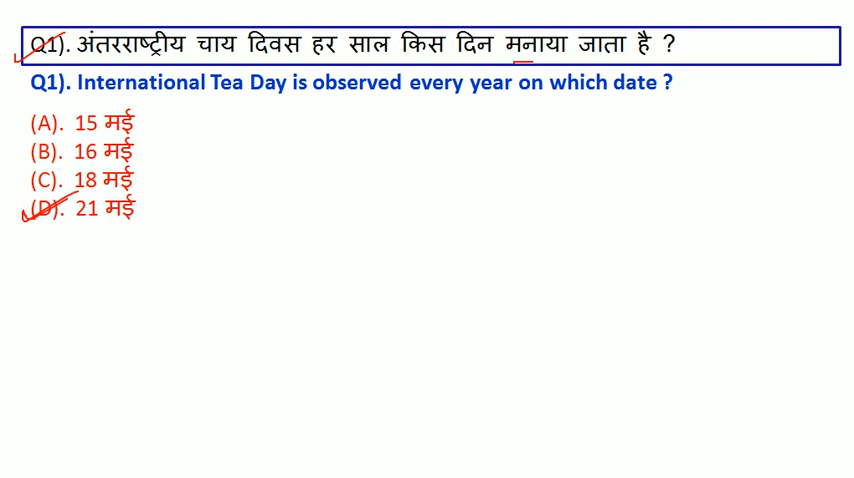 Q1). अंतरराष्ट्रीय चाय दिवस हर साल किस दिन मनाया जाता है ?
Q1). International Tea Day is observed every year on which date ?
(A). 15 मई
(B). 16 मई
(C). 18 मई
(D). 21 मई